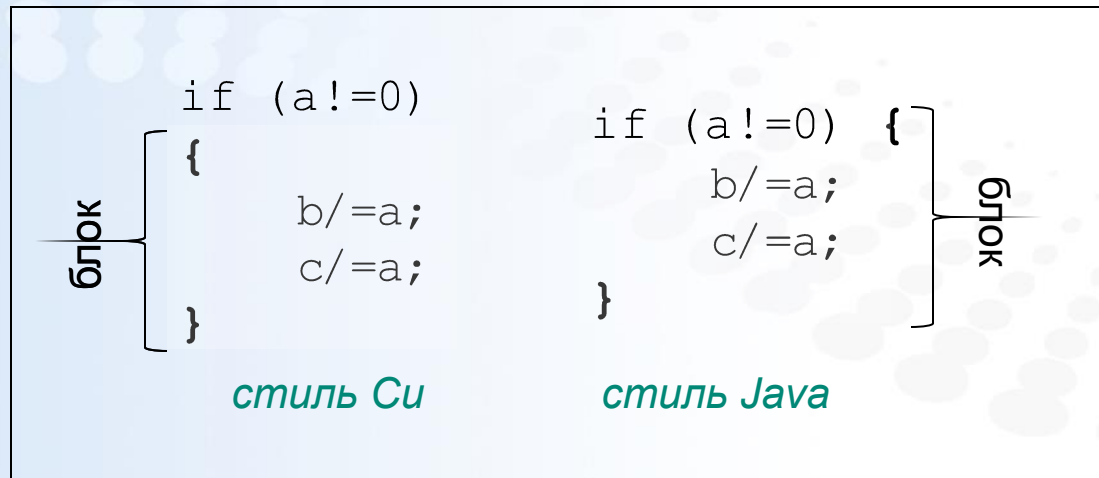 блок
if (a!=0)
{
b/=a;
c/=a;
}
стиль Си
if (a!=0) {
b/=a;
c/=a;
}
блок
стиль Java